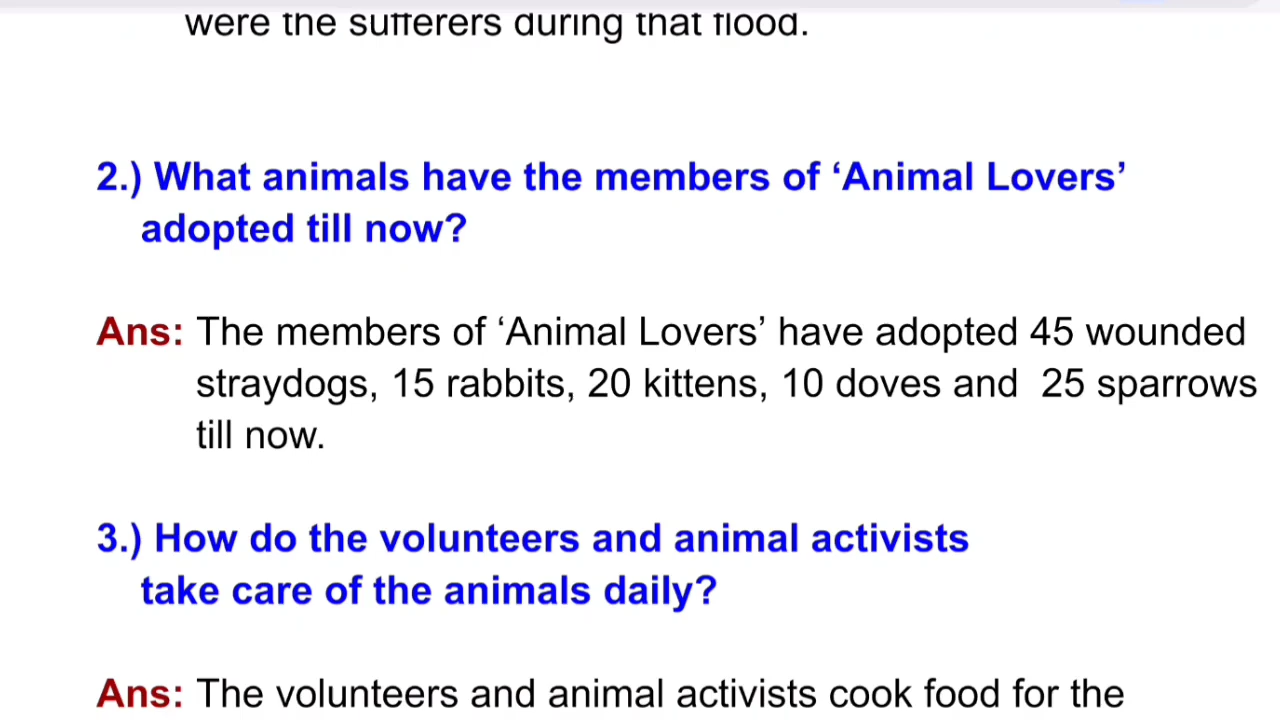 were the sufferers during that flood.
2.) What animals have the members of ‘Animal Lovers’
adopted till now?
Ans: The members of ‘Animal Lovers’ have adopted 45 wounded
straydogs, 15 rabbits, 20 kittens, 10 doves and 25 sparrows
till now.
3.) How do the volunteers and animal activists
take care of the animals daily?
Ans: The volunteers and animal activists cook food for the